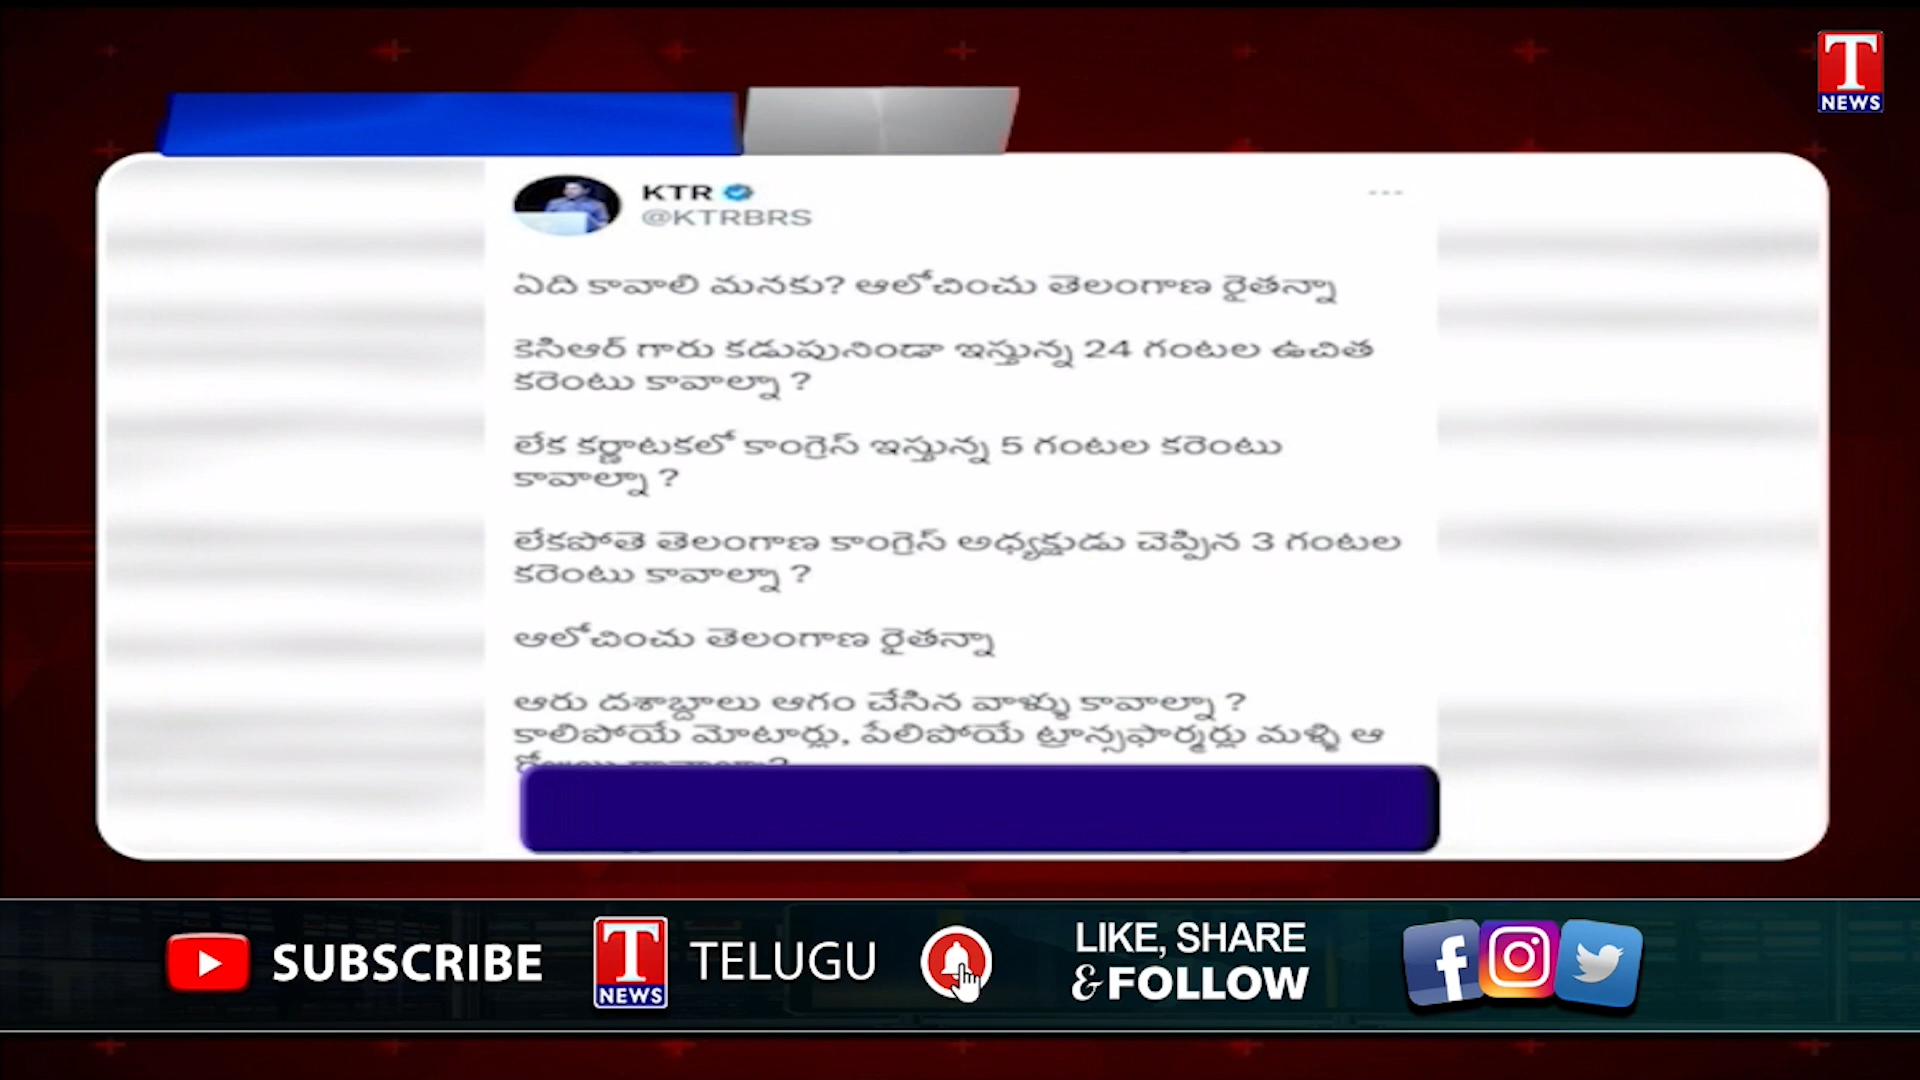 T
NEWS
KTR
@KTRBRS
ఏది కావాలి మనకు? ఆలోచించు తెలంగాణ రైతన్నా
కెసిఆర్ గారు కడుపునిండా ఇస్తున్న 24 గంటల ఉచిత
కరెంటు కావాల్నా ?
లేక కర్ణాటకలో కాంగ్రెస్ ఇస్తున్న 5 గంటల కరెంటు
కావాల్నా ?
లేకపోతె తెలంగాణ కాంగ్రెస్ అధ్యక్షుడు చెప్పిన 3 గంటల
కరెంటు కావాల్నా ?
ఆలోచించు తెలంగాణ రైతన్నా
ఆరు దశాబ్దాలు ఆగం చేసిన వాళ్ళు కావాల్నా ?
కాలిపోయే మోటార్లు, పేలిపోయే ట్రాన్సఫార్మర్లు మళ్ళి ఆ
SUBSCRIBE
T
NEWS
TELUGU
LIKE, SHARE
& FOLLOW